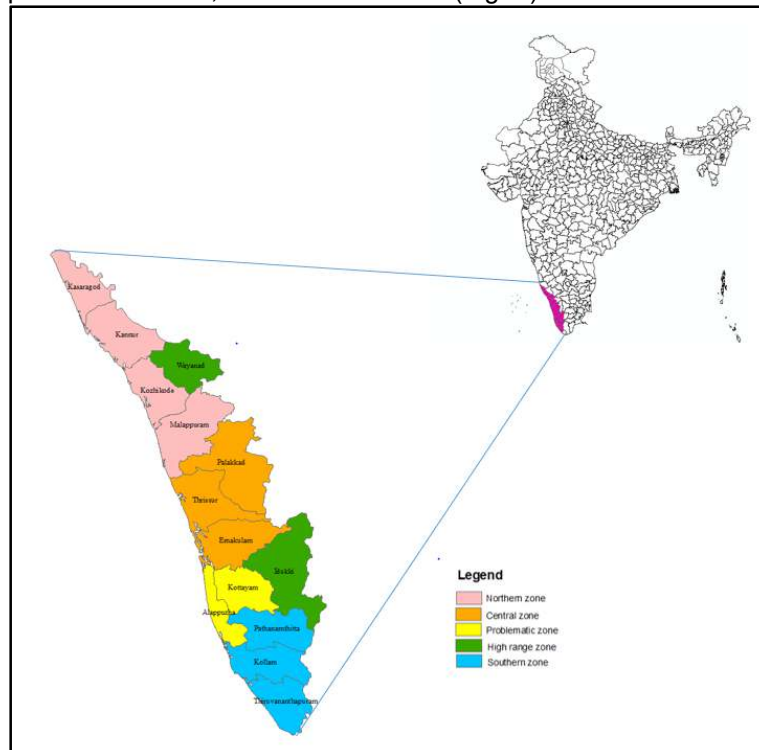 Kasaragod
Kannur
Wayanad
Kozhikode
Malappuram
Palakkad
Thrissur
Ernakulam
Idukki
Kottayam
Alappuzha
Pathanamthitta
Kollam
Thiruvananthapuram
Legend
Northern zone
Central zone
Problematic zone
High range zone
Southern zone